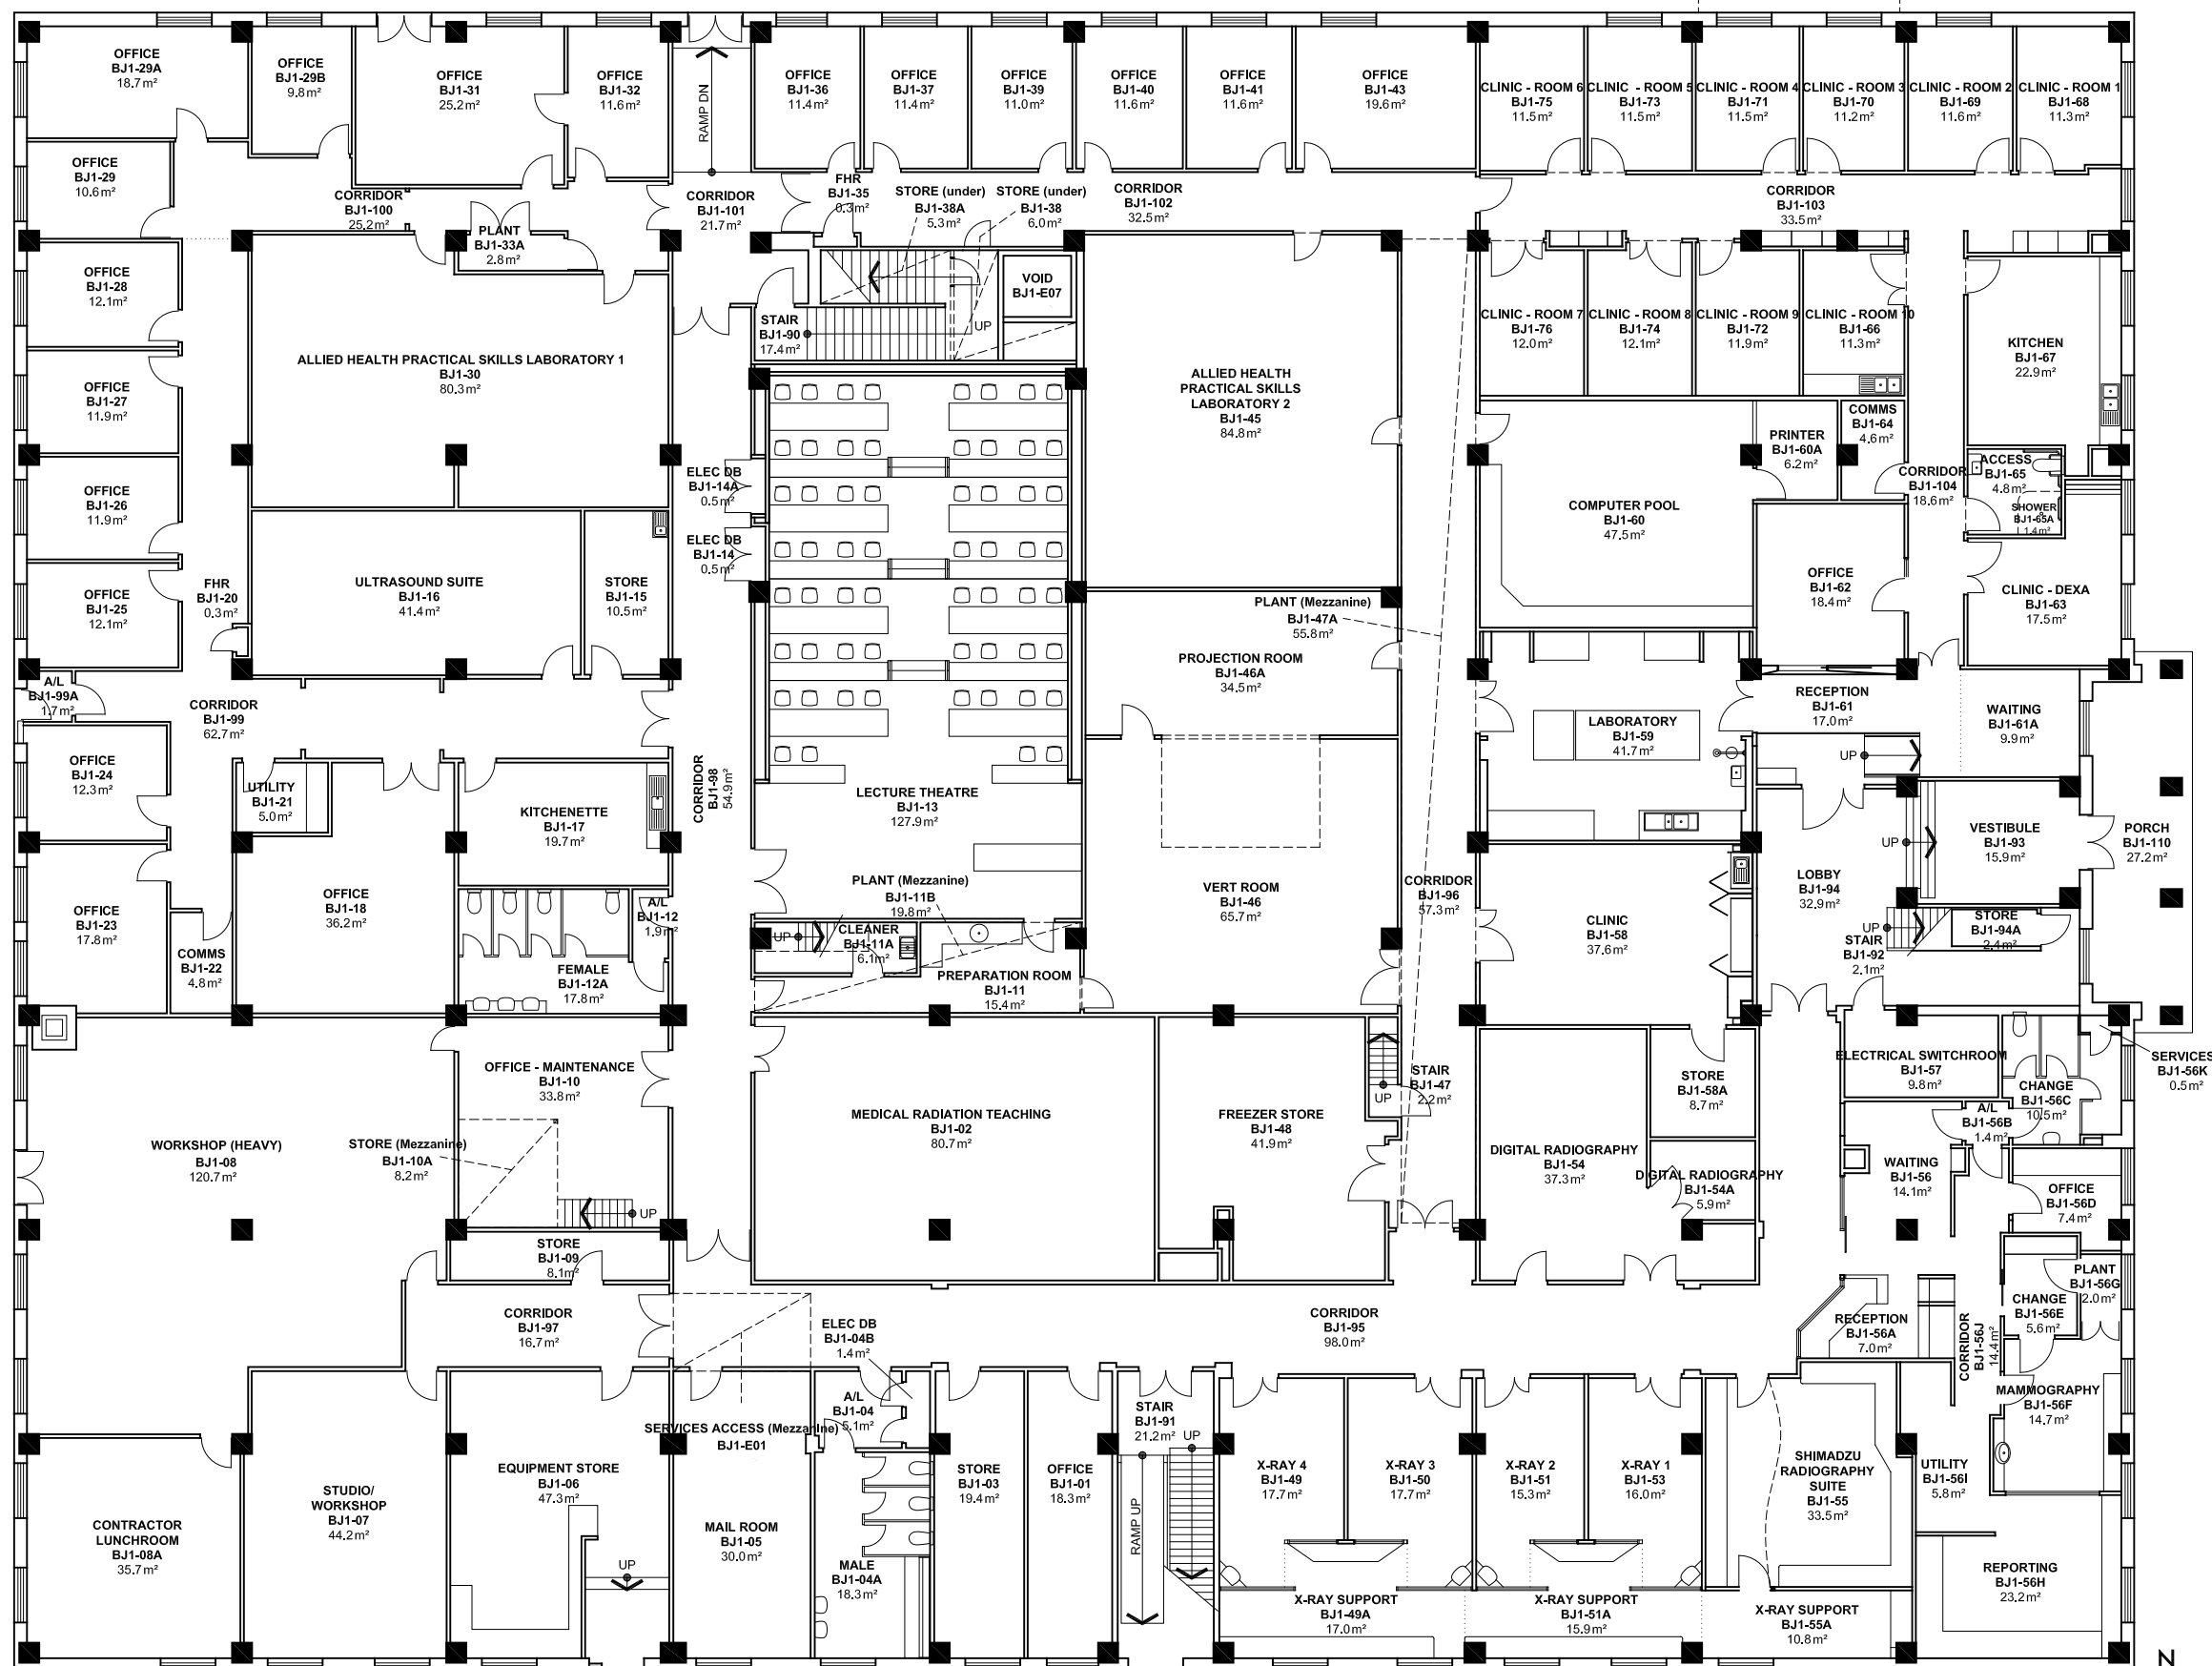 OFFICE
BJ1-29A
18.7m²
OFFICE
BJ1-29B
9.8m²
OFFICE
BJ1-31
25.2m²
OFFICE
BJ1-32
11.6m²
RAMP DN
OFFICE
BJ1-36
11.4m²
OFFICE
BJ1-37
11.4m²
OFFICE
BJ1-39
11.0m²
OFFICE
BJ1-40
11.6m²
OFFICE
BJ1-41
11.6m²
OFFICE
BJ1-43
19.6m²
CLINIC - ROOM 6
BJ1-75
11.5m²
CLINIC - ROOM 5
BJ1-73
11.5m²
CLINIC - ROOM 4
BJ1-71
11.5m²
CLINIC - ROOM 3
BJ1-70
11.2m²
CLINIC - ROOM 2
BJ1-69
11.6m²
CLINIC - ROOM 1
BJ1-68
11.3m²
OFFICE
BJ1-29
10.6m²
CORRIDOR
BJ1-100
25.2m²
PLANT
BJ1-33A
2.8m²
CORRIDOR
BJ1-101
21.7m²
FHR
BJ1-35
0.3m²
STORE (under)
BJ1-38A
5.3m²
STORE (under)
BJ1-38
6.0m²
CORRIDOR
BJ1-102
32.5m²
CORRIDOR
BJ1-103
33.5m²
OFFICE
BJ1-28
12.1m²
VOID
BJ1-E07
STAIR
BJ1-90
17.4m²
UP
CLINIC - ROOM 7
BJ1-76
12.0m²
CLINIC - ROOM 8
BJ1-74
12.1m²
CLINIC - ROOM 9
BJ1-72
11.9m²
CLINIC - ROOM 10
BJ1-66
11.3m²
KITCHEN
BJ1-67
22.9m²
ALLIED HEALTH PRACTICAL SKILLS LABORATORY 1
BJ1-30
80.3m²
OFFICE
BJ1-27
11.9m²
ALLIED HEALTH
PRACTICAL SKILLS
LABORATORY 2
BJ1-45
84.8m²
COMMS
BJ1-64
4.6m²
PRINTER
BJ1-60A
6.2m²
OFFICE
BJ1-26
11.9m²
ELEC DB
BJ1-14A
0.5m²
COMPUTER POOL
BJ1-60
47.5m²
CORRIDOR
BJ1-104
18.6m²
ACCESS
BJ1-65
4.8m²
SHOWER
BJ1-65A
1.4m²
ELEC DB
BJ1-14
0.5m²
OFFICE
BJ1-25
12.1m²
FHR
BJ1-20
0.3m²
ULTRASOUND SUITE
BJ1-16
41.4m²
STORE
BJ1-15
10.5m²
OFFICE
BJ1-62
18.4m²
CLINIC - DEXA
BJ1-63
17.5m²
PLANT (Mezzanine)
BJ1-47A
55.8m²
PROJECTION ROOM
BJ1-46A
34.5m²
A/L
BJ1-99A
1.7m²
CORRIDOR
BJ1-99
62.7m²
RECEPTION
BJ1-61
17.0m²
WAITING
BJ1-61A
9.9m²
LABORATORY
BJ1-59
41.7m²
UP
OFFICE
BJ1-24
12.3m²
UTILITY
BJ1-21
5.0m²
KITCHENETTE
BJ1-17
19.7m²
CORRIDOR
BJ1-98
54.9m²
LECTURE THEATRE
BJ1-13
127.9m²
UP
VESTIBULE
BJ1-93
15.9m²
PORCH
BJ1-110
27.2m²
LOBBY
BJ1-94
32.9m²
OFFICE
BJ1-23
17.8m²
OFFICE
BJ1-18
36.2m²
A/L
BJ1-12
1.9m²
PLANT (Mezzanine)
BJ1-11B
19.8m²
VERT ROOM
BJ1-46
65.7m²
CORRIDOR
BJ1-96
57.3m²
CLINIC
BJ1-58
37.6m²
UP
STORE
BJ1-94A
2.4m²
STAIR
BJ1-92
2.1m²
COMMS
BJ1-22
4.8m²
FEMALE
BJ1-12A
17.8m²
UP
CLEANER
BJ1-11A
6.1m²
PREPARATION ROOM
BJ1-11
15.4m²
OFFICE - MAINTENANCE
BJ1-10
33.8m²
STAIR
BJ1-47
2.2m²
UP
STORE
BJ1-58A
8.7m²
ELECTRICAL SWITCHROOM
BJ1-57
9.8m²
CHANGE
BJ1-56C
10.5m²
SERVICES
BJ1-56K
0.5m²
A/L
BJ1-56B
1.4m²
WORKSHOP (HEAVY)
BJ1-08
120.7m²
STORE (Mezzanine)
BJ1-10A
8.2m²
UP
MEDICAL RADIATION TEACHING
BJ1-02
80.7m²
FREEZER STORE
BJ1-48
41.9m²
DIGITAL RADIOGRAPHY
BJ1-54
37.3m²
DIGITAL RADIOGRAPHY
BJ1-54A
5.9m²
WAITING
BJ1-56
14.1m²
OFFICE
BJ1-56D
7.4m²
STORE
BJ1-09
8.1m²
PLANT
BJ1-56G
2.0m²
CHANGE
BJ1-56E
5.6m²
CORRIDOR
BJ1-97
16.7m²
ELEC DB
BJ1-04B
1.4m²
CORRIDOR
BJ1-95
98.0m²
RECEPTION
BJ1-56A
7.0m²
CORRIDOR
BJ1-56J
14.4m²
A/L
BJ1-04
5.1m²
SERVICES ACCESS (Mezzanine)
BJ1-E01
STAIR
BJ1-91
21.2m²
UP
RAMP UP
MAMMOGRAPHY
BJ1-56F
14.7m²
EQUIPMENT STORE
BJ1-06
47.3m²
UP
STORE
BJ1-03
19.4m²
OFFICE
BJ1-01
18.3m²
X-RAY 4
BJ1-49
17.7m²
X-RAY 3
BJ1-50
17.7m²
X-RAY 2
BJ1-51
15.3m²
X-RAY 1
BJ1-53
16.0m²
SHIMADZU
RADIOGRAPHY
SUITE
BJ1-55
33.5m²
UTILITY
BJ1-56I
5.8m²
STUDIO/
WORKSHOP
BJ1-07
44.2m²
CONTRACTOR
LUNCHROOM
BJ1-08A
35.7m²
MAIL ROOM
BJ1-05
30.0m²
MALE
BJ1-04A
18.3m²
REPORTING
BJ1-56H
23.2m²
X-RAY SUPPORT
BJ1-49A
17.0m²
X-RAY SUPPORT
BJ1-51A
15.9m²
X-RAY SUPPORT
BJ1-55A
10.8m²
Z